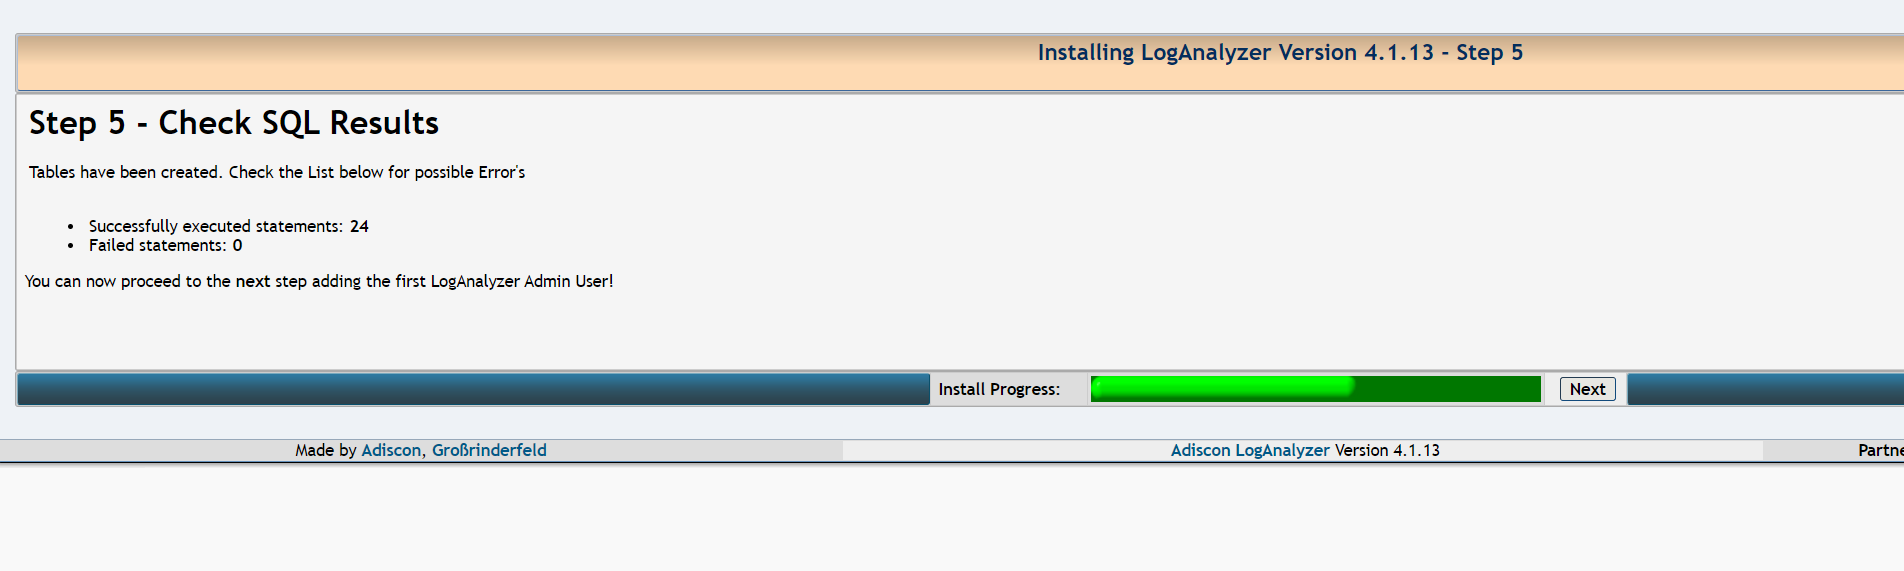 Installing LogAnalyzer Version 4.1.13 - Step 5
Step 5 - Check SQL Results
Tables have been created. Check the List below for possible Error's
• Successfully executed statements: 24
• Failed statements: 0
You can now proceed to the next step adding the first LogAnalyzer Admin User!
Install Progress: Next
Made by Adiscon, Großrinderfeld Adiscon LogAnalyzer Version 4.1.13